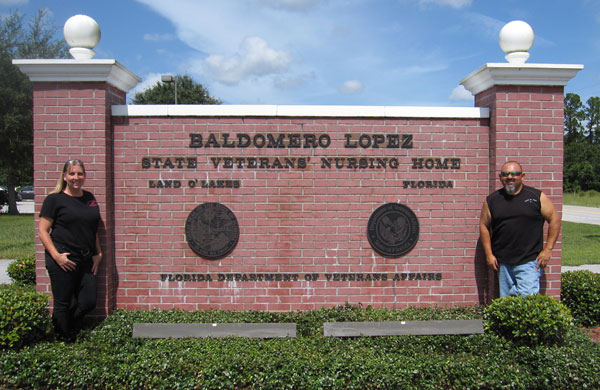 BALDOMERO LOPEZ
STATE VETERANS' NURSING HOME
LAND O' LAKES FLORIDA
FLORIDA DEPARTMENT OF VETERANS AFFAIRS